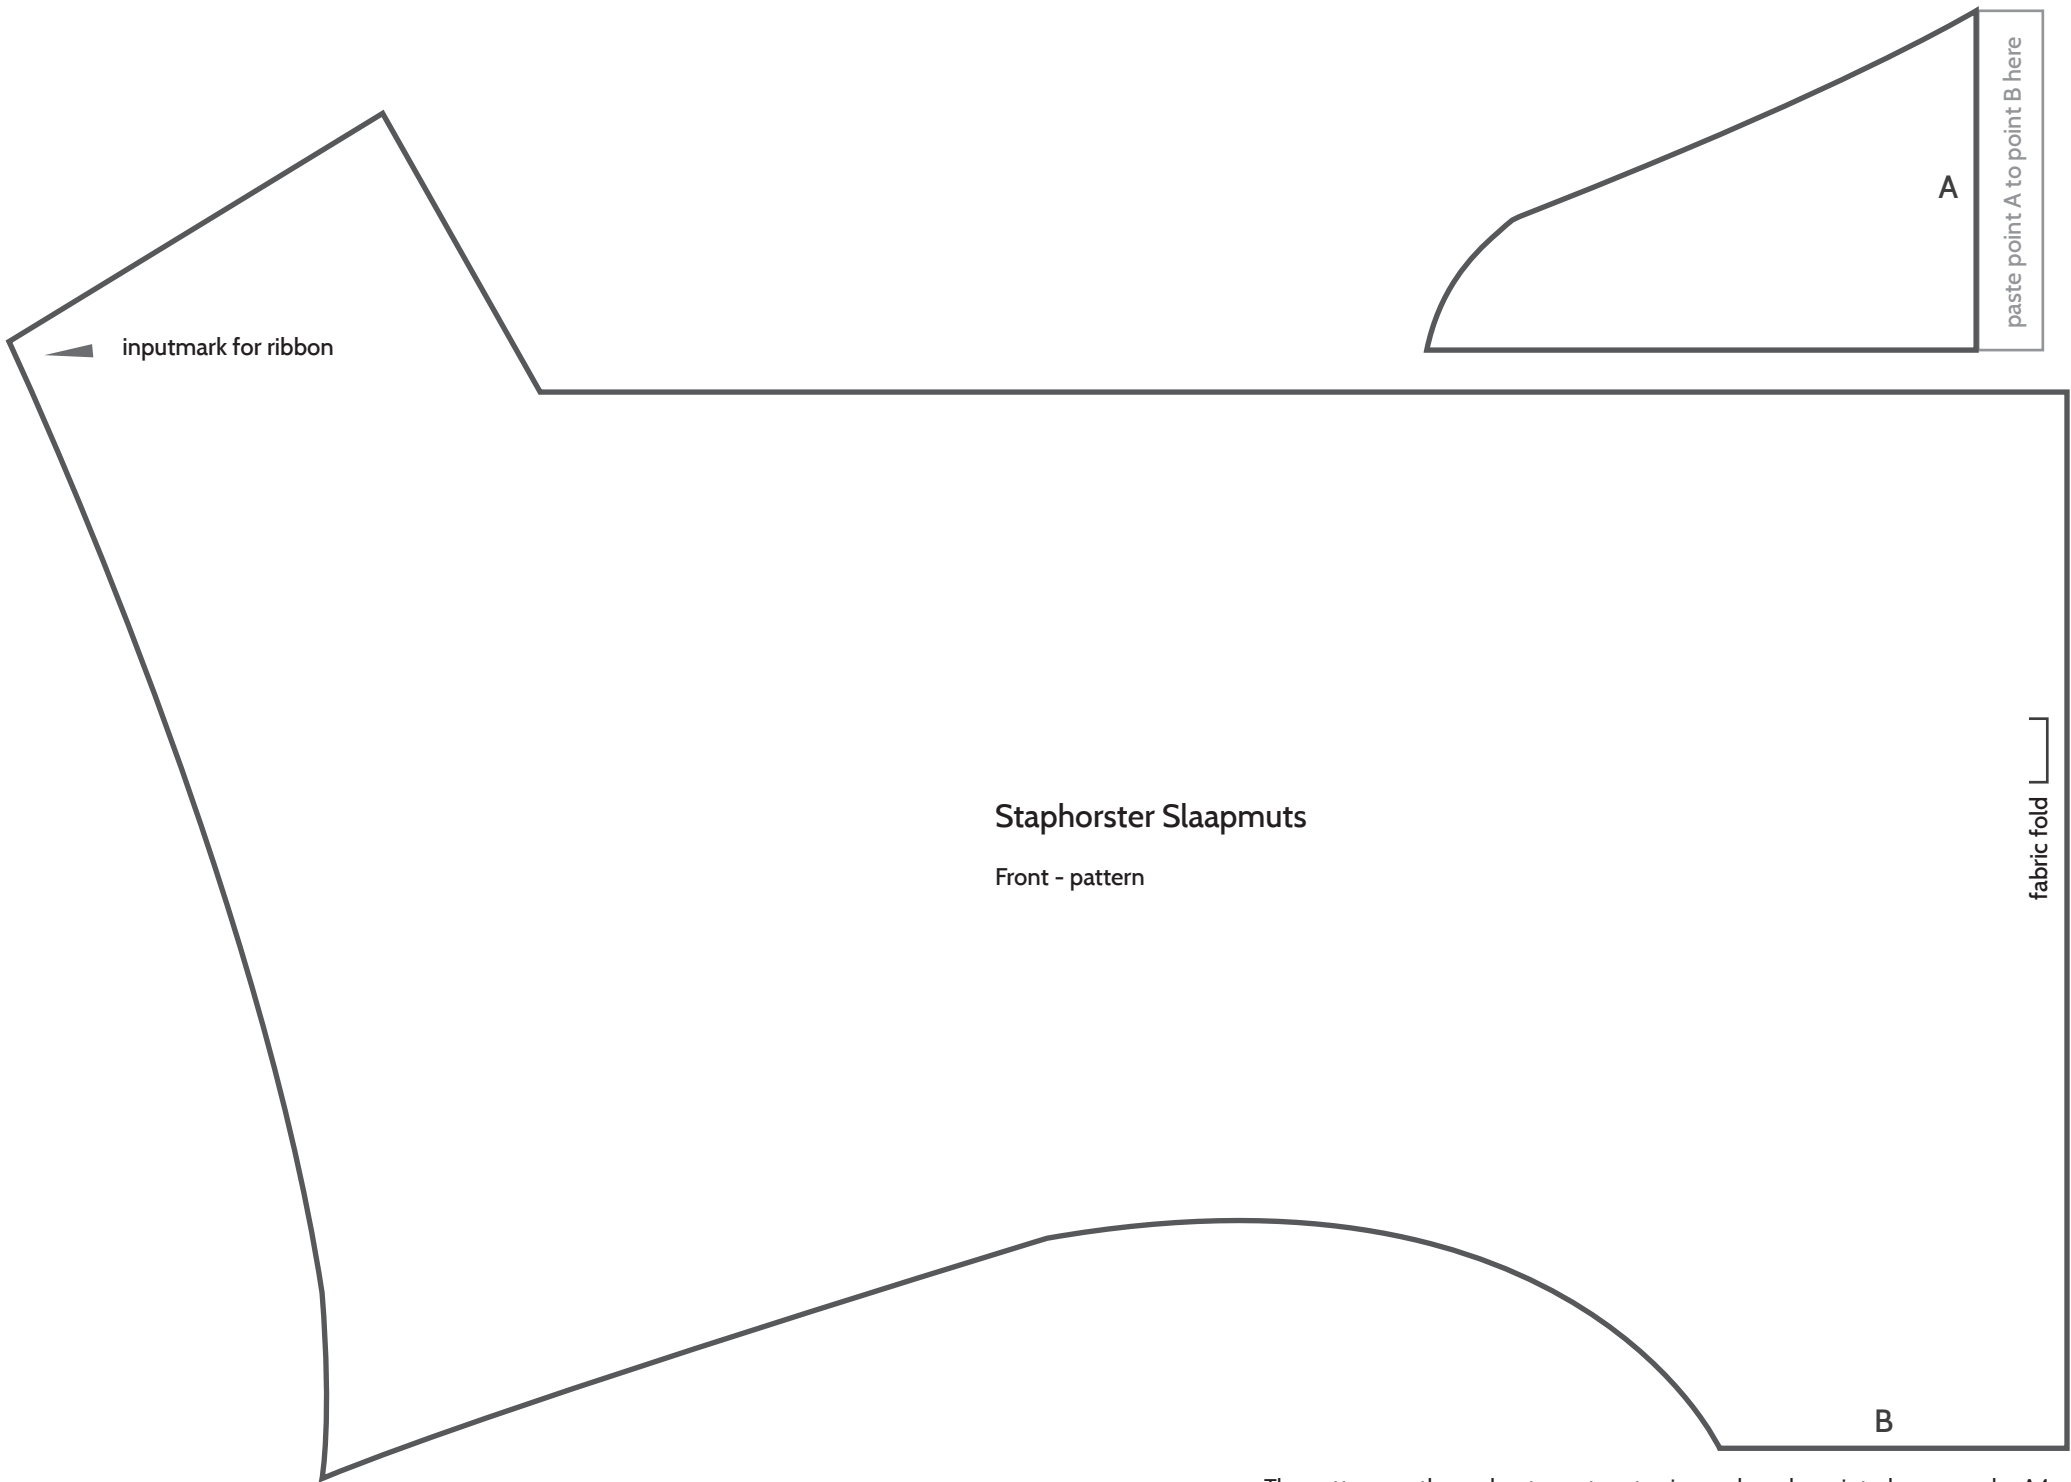 paste point A to point B here
A
inputmark for ribbon
Staphorster Slaapmuts
Front - pattern
fabric fold
B